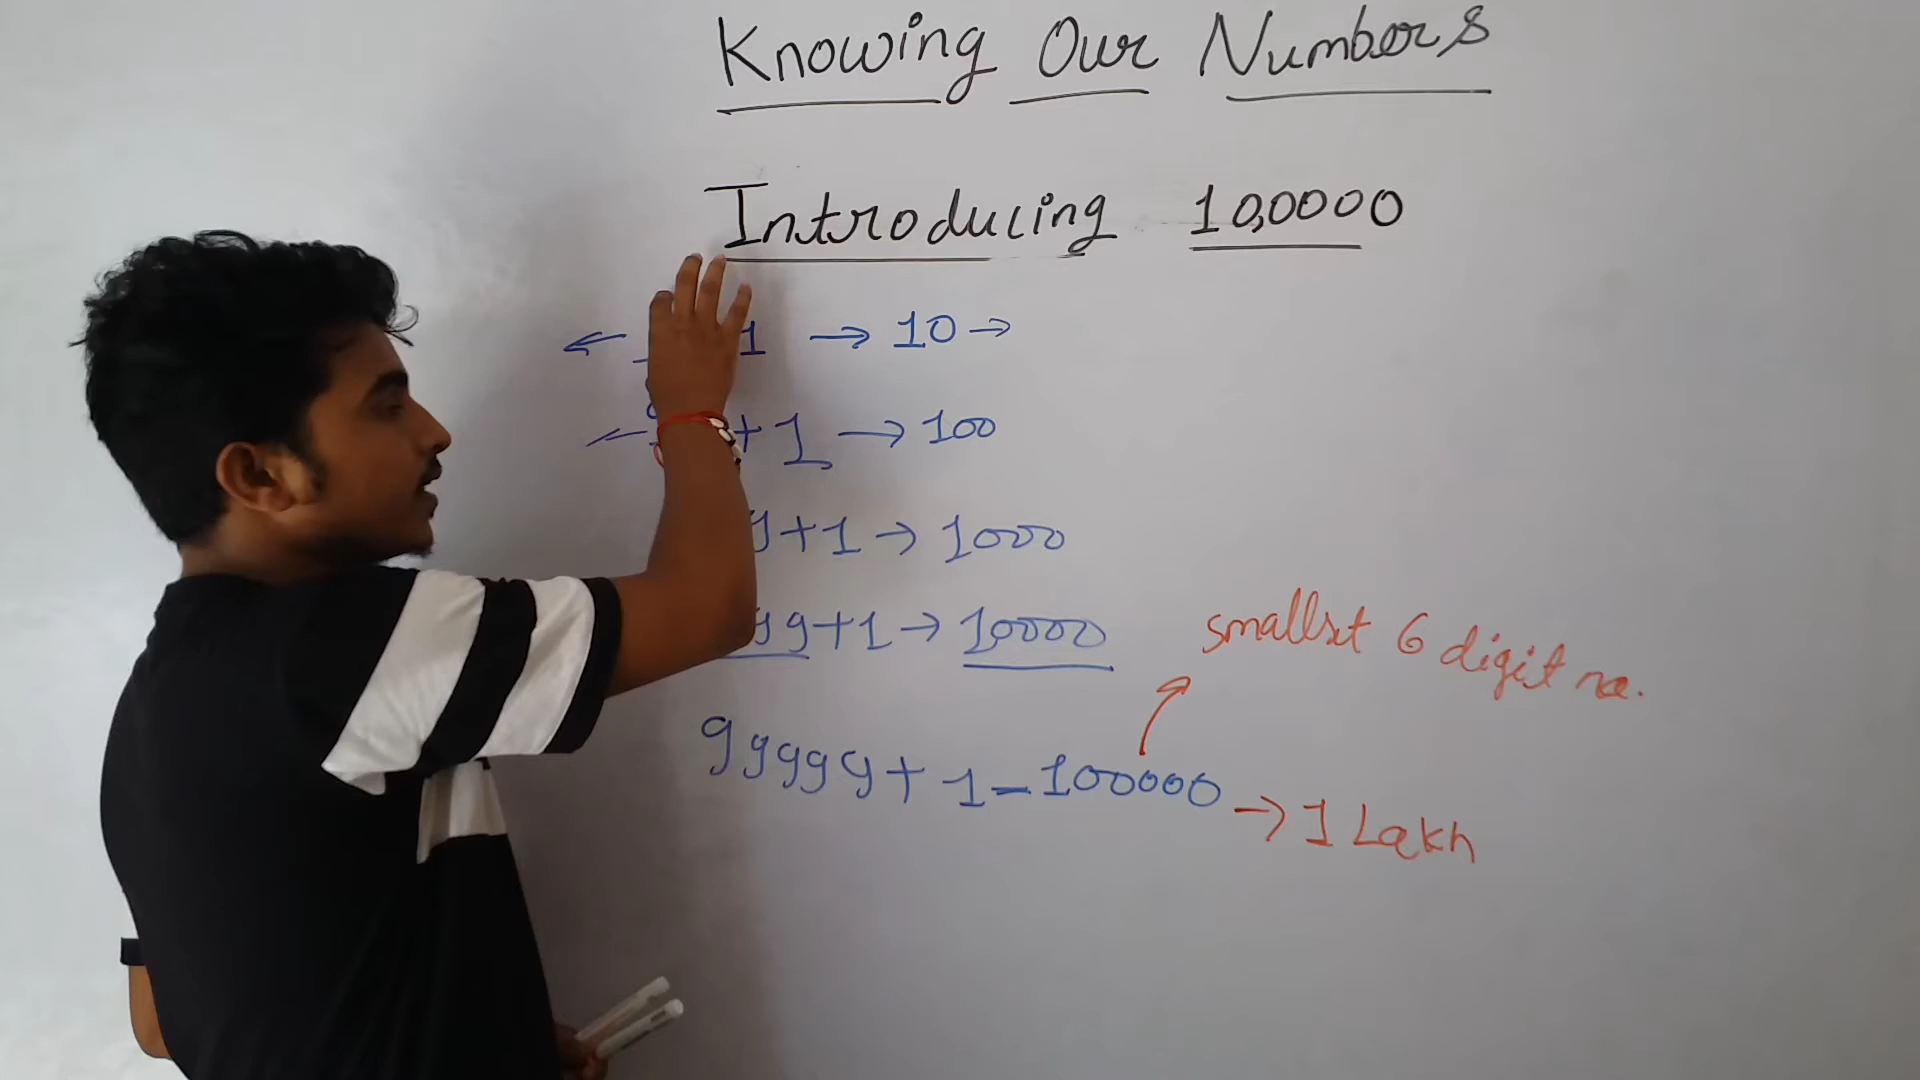 Knowing Our Numbers
Introducing 10,0000
← 1 → 10 →
← +1 → 100
9+1 → 1000
99+1 → 10000
smallest 6 digit no.
99999+1-100000
→ 1 Lakh